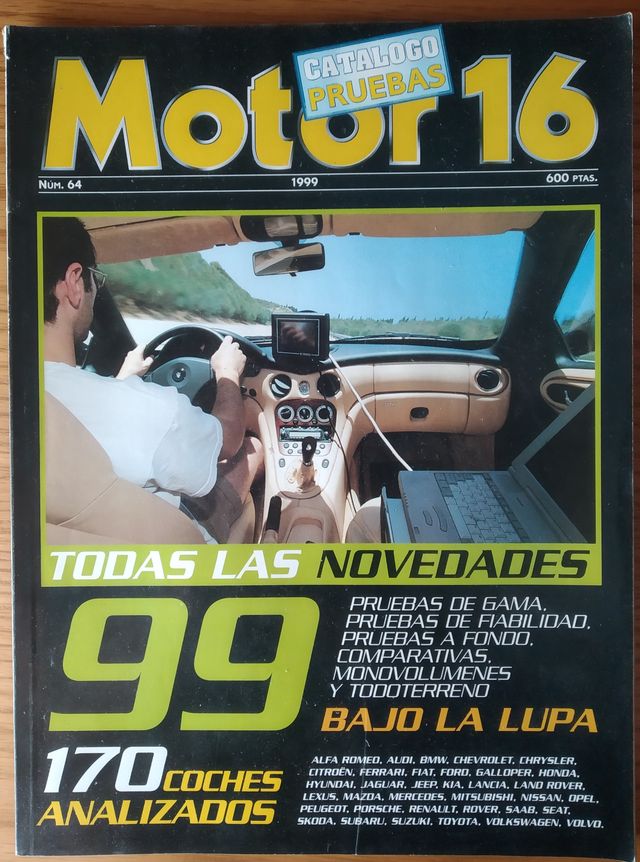 CATALOGO
PRUEBAS
Motor 16
NÚM. 64 1999 600 PTAS.
TODAS LAS NOVEDADES
99
PRUEBAS DE GAMA,
PRUEBAS DE FIABILIDAD,
PRUEBAS A FONDO,
COMPARATIVAS,
MONOVOLUMENES
Y TODOTERRENO
BAJO LA LUPA
170 COCHES
ANALIZADOS
ALFA ROMEO, AUDI, BMW, CHEVROLET, CHRYSLER,
CITROËN, FERRARI, FIAT, FORD, GALLOPER, HONDA,
HYUNDAI, JAGUAR, JEEP, KIA, LANCIA, LAND ROVER,
LEXUS, MAZDA, MERCEDES, MITSUBISHI, NISSAN, OPEL,
PEUGEOT, PORSCHE, RENAULT, ROVER, SAAB, SEAT,
SKODA, SUBARU, SUZUKI, TOYOTA, VOLKSWAGEN, VOLVO.